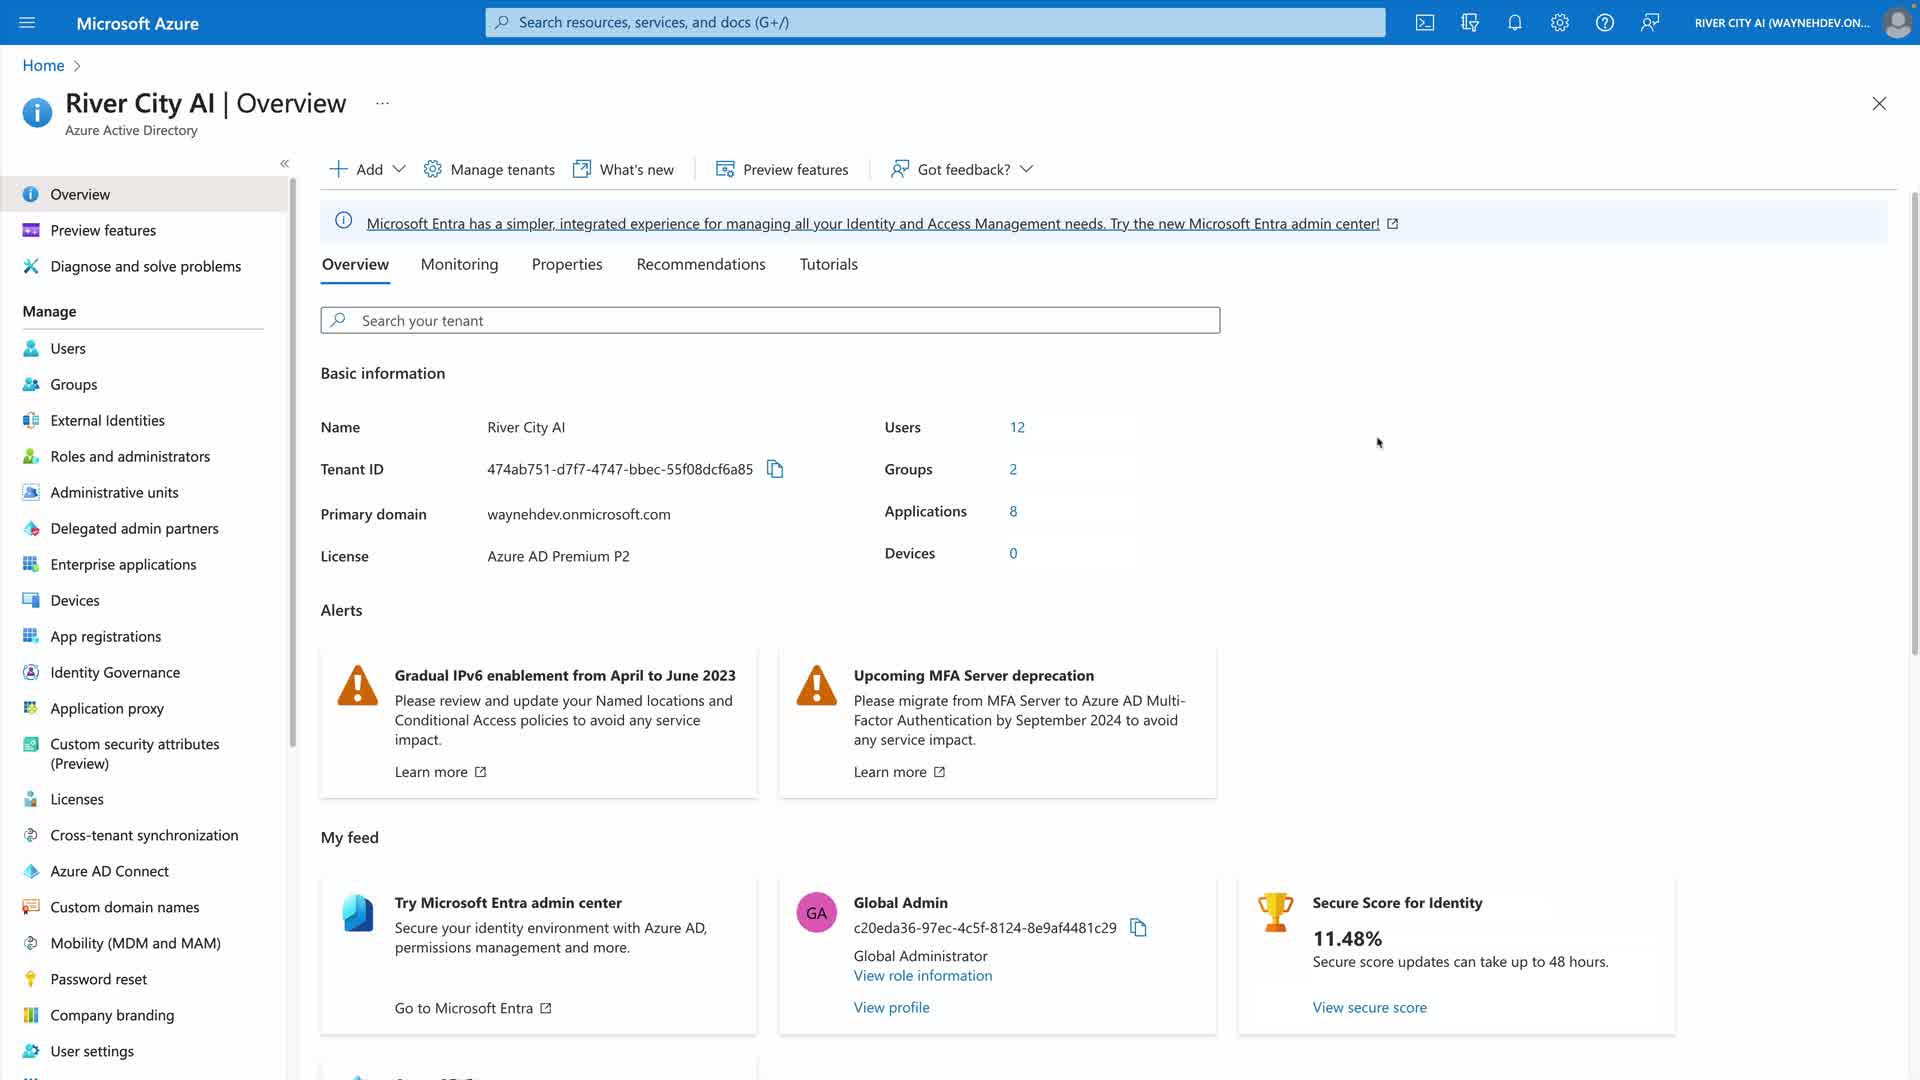 Microsoft Azure
Search resources, services, and docs (G+/)
RIVER CITY AI (WAYNEHDEV.ON...
Home
River City AI | Overview
...
Azure Active Directory
Overview
Preview features
Diagnose and solve problems
Manage
Users
Groups
External Identities
Roles and administrators
Administrative units
Delegated admin partners
Enterprise applications
Devices
App registrations
Identity Governance
Application proxy
Custom security attributes
(Preview)
Licenses
Cross-tenant synchronization
Azure AD Connect
Custom domain names
Mobility (MDM and MAM)
Password reset
Company branding
User settings
Add
Manage tenants
What's new
Preview features
Got feedback?
Microsoft Entra has a simpler, integrated experience for managing all your Identity and Access Management needs. Try the new Microsoft Entra admin center!
Overview
Monitoring
Properties
Recommendations
Tutorials
Search your tenant
Basic information
Name River City AI
Tenant ID 474ab751-d7f7-4747-bbec-55f08dcf6a85
Primary domain waynehdev.onmicrosoft.com
License Azure AD Premium P2
Users 12
Groups 2
Applications 8
Devices 0
Alerts
Gradual IPv6 enablement from April to June 2023
Please review and update your Named locations and
Conditional Access policies to avoid any service
impact.
Learn more
Upcoming MFA Server deprecation
Please migrate from MFA Server to Azure AD Multi-
Factor Authentication by September 2024 to avoid
any service impact.
Learn more
My feed
Try Microsoft Entra admin center
Secure your identity environment with Azure AD,
permissions management and more.
Go to Microsoft Entra
GA
Global Admin
c20eda36-97ec-4c5f-8124-8e9af4481c29
Global Administrator
View role information
View profile
Secure Score for Identity
11.48%
Secure score updates can take up to 48 hours.
View secure score